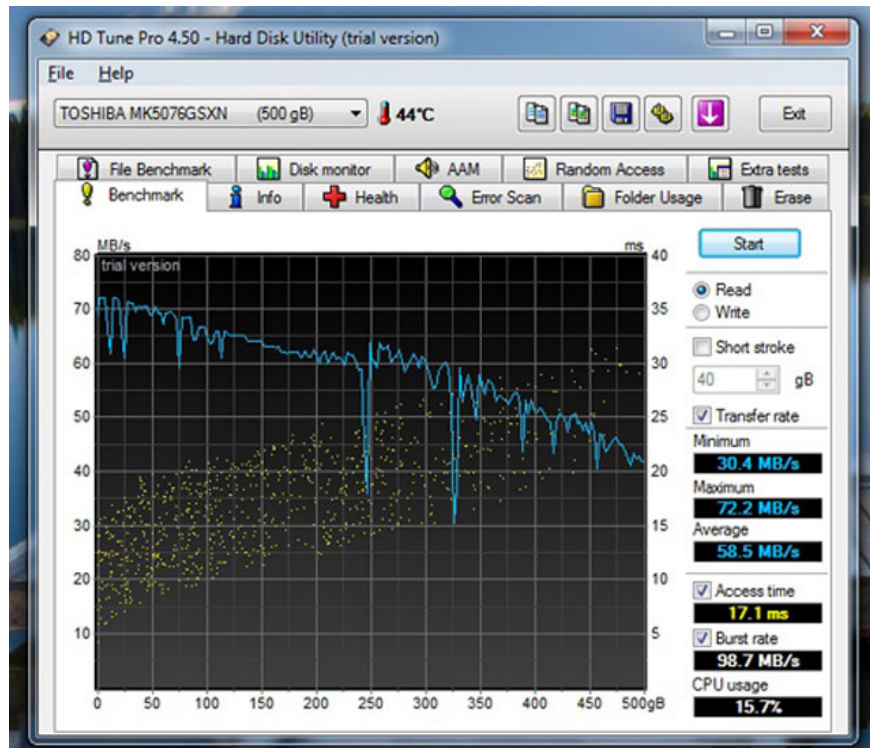 HD Tune Pro 4.50 - Hard Disk Utility (trial version)
File Help
TOSHIBA MK5076GSXN (500 gB) 44°C Exit
File Benchmark Disk monitor AAM Random Access Extra tests
Benchmark Info Health Error Scan Folder Usage Erase
MB/s ms
trial version
80 40
70 35
60 30
50 25
40 20
30 15
20 10
10 5
0 50 100 150 200 250 300 350 400 450 500gB
Start
Read
Write
Short stroke
40 gB
Transfer rate
Minimum
30.4 MB/s
Maximum
72.2 MB/s
Average
58.5 MB/s
Access time
17.1 ms
Burst rate
98.7 MB/s
CPU usage
15.7%